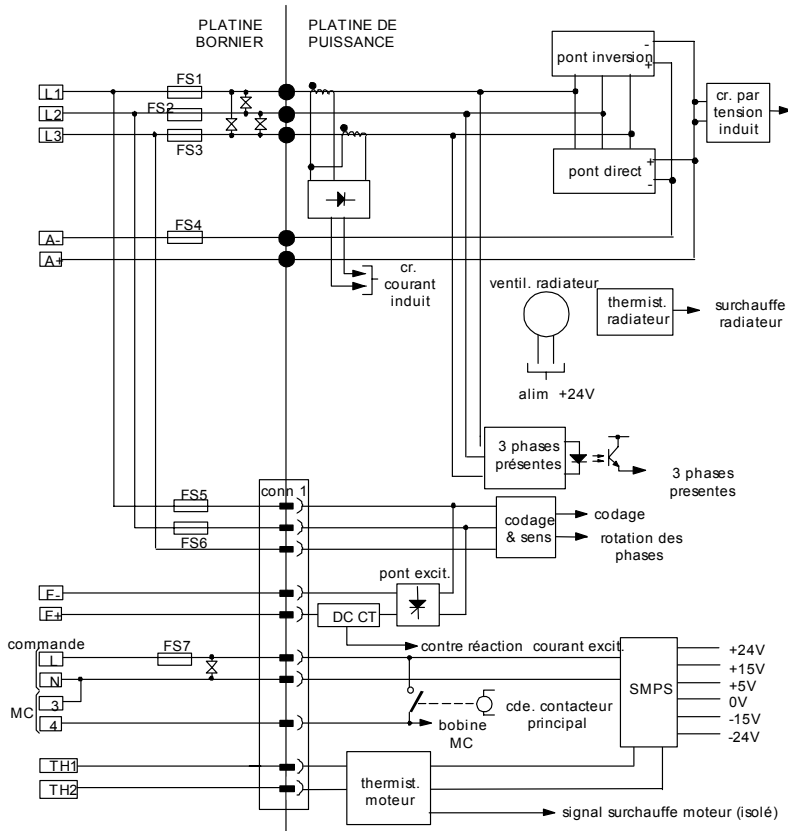 PLATINE
BORNIER
PLATINE DE
PUISSANCE
pont inversion
-
+
L1
FS1
L2
FS2
L3
FS3
cr. par
tension
induit
pont direct
+
-
A-
FS4
A+
cr.
courant
induit
ventil. radiateur
alim +24V
thermist.
radiateur
surchauffe
radiateur
3 phases
présentes
3 phases
presentes
conn 1
FS5
FS6
codage
& sens
codage
rotation des
phases
pont excit.
F-
F+
DC CT
contre réaction courant excit.
commande
L
FS7
N
3
MC
4
cde. contacteur
principal
bobine
MC
SMPS
+24V
+15V
+5V
0V
-15V
-24V
TH1
TH2
thermist.
moteur
signal surchauffe moteur (isolé)